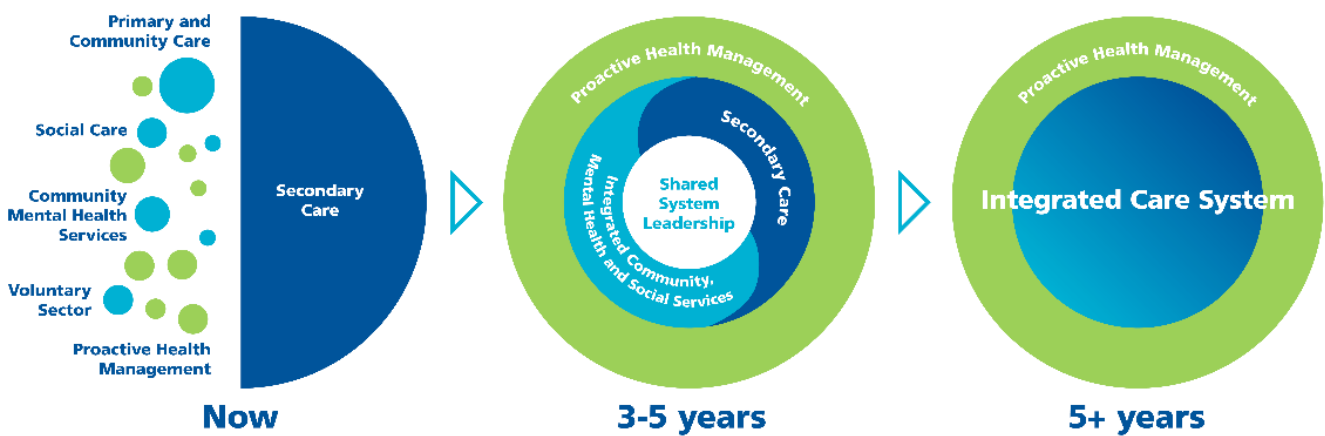 Primary and
Community Care
Social Care
Community
Mental Health
Services
Voluntary
Sector
Proactive Health
Management
Secondary
Care
Now
Proactive Health Management
Secondary Care
Shared
System
Leadership
Integrated Community,
Mental Health and Social Services
3-5 years
Proactive Health Management
Integrated Care System
5+ years